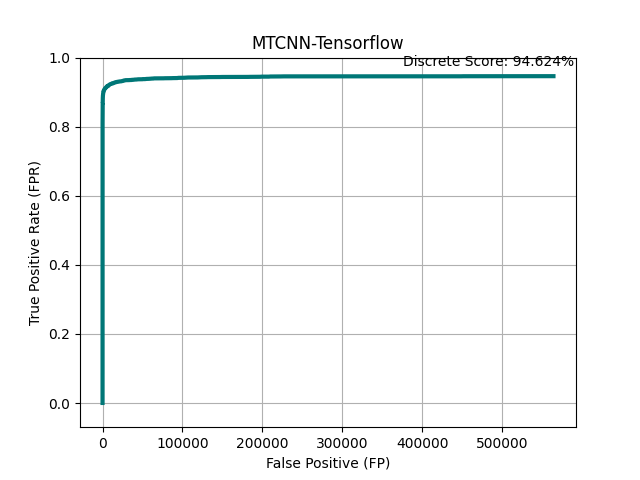 MTCNN-Tensorflow
Discrete Score: 94.624%
1.0
0.8
0.6
0.4
0.2
0.0
True Positive Rate (FPR)
0 100000 200000 300000 400000 500000
False Positive (FP)